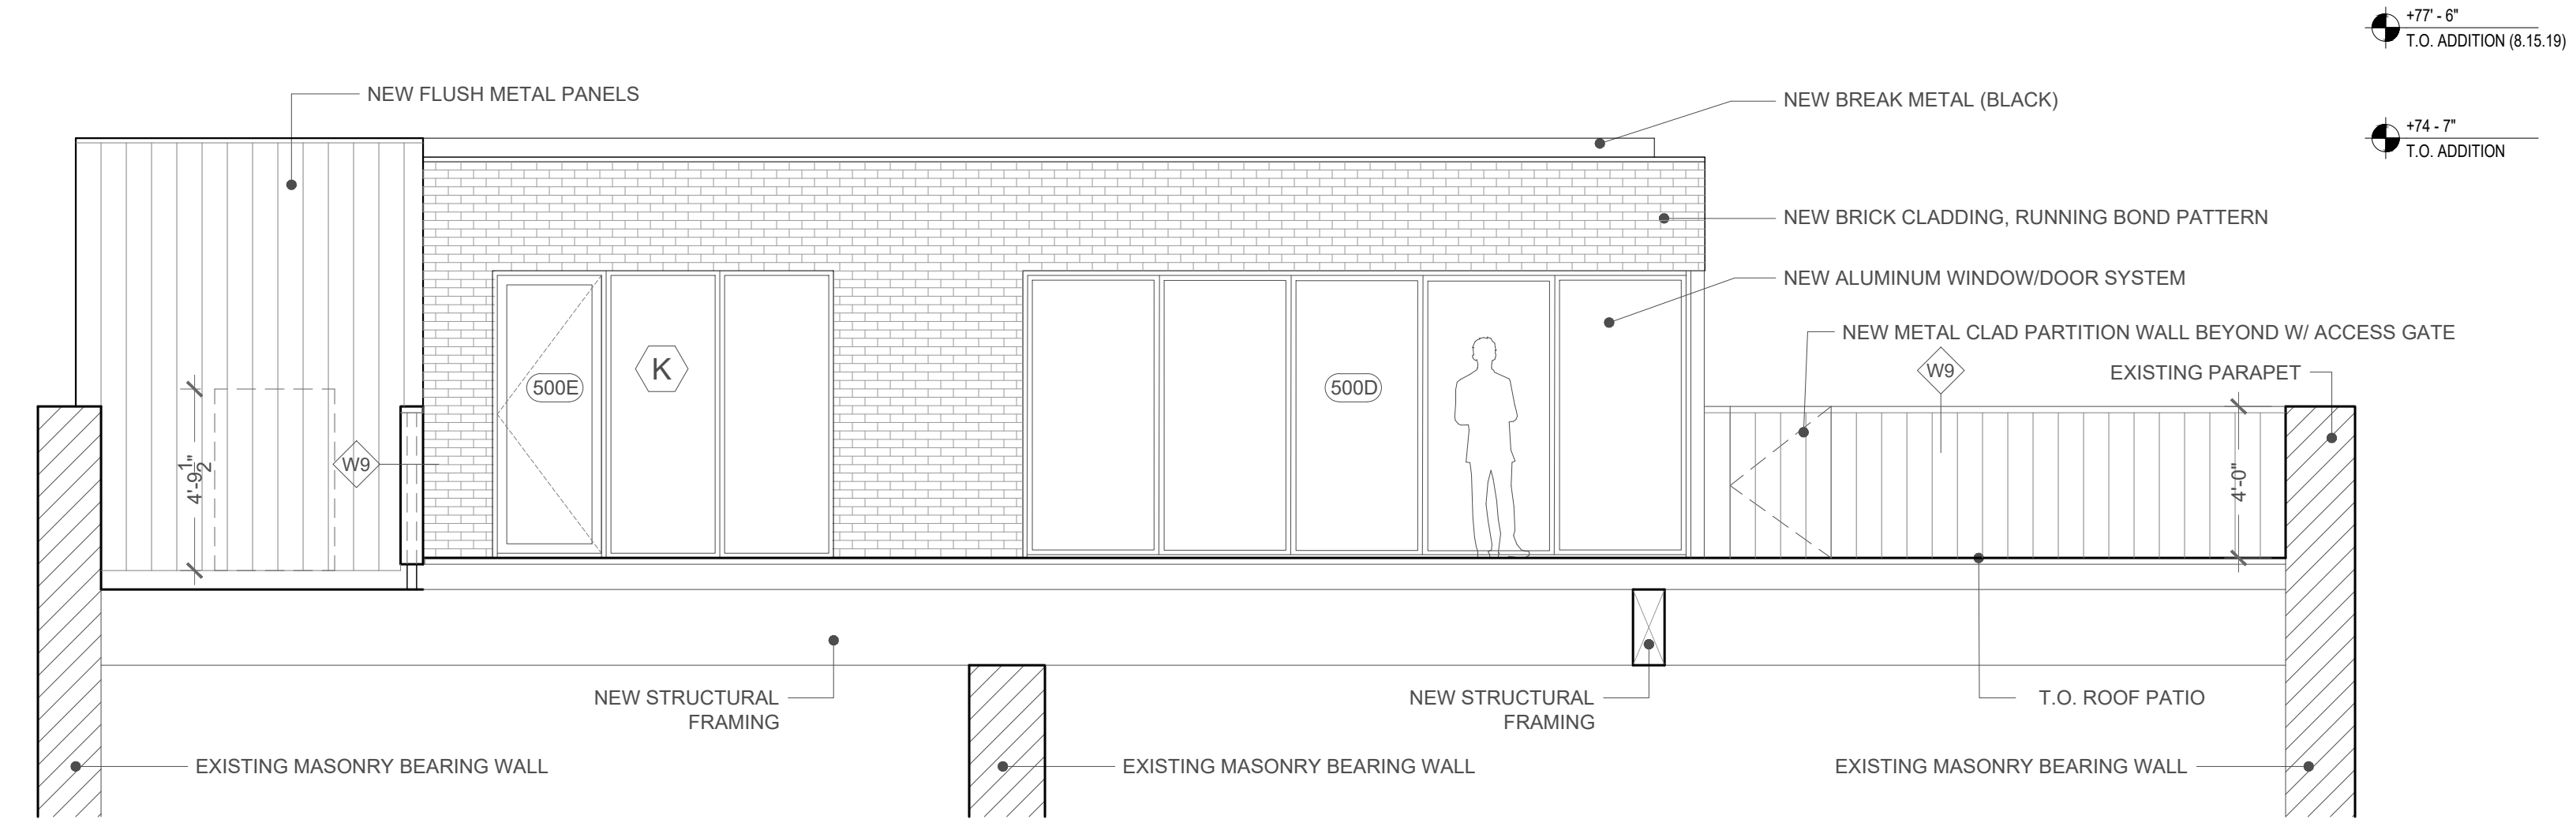 +77' - 6"
T.O. ADDITION (8.15.19)
NEW FLUSH METAL PANELS
NEW BREAK METAL (BLACK)
+74 - 7"
T.O. ADDITION
NEW BRICK CLADDING, RUNNING BOND PATTERN
NEW ALUMINUM WINDOW/DOOR SYSTEM
NEW METAL CLAD PARTITION WALL BEYOND W/ ACCESS GATE
W9
EXISTING PARAPET
K
500E
500D
W9
4'-9 1/2"
4'-0"
NEW STRUCTURAL
FRAMING
NEW STRUCTURAL
FRAMING
T.O. ROOF PATIO
EXISTING MASONRY BEARING WALL
EXISTING MASONRY BEARING WALL
EXISTING MASONRY BEARING WALL